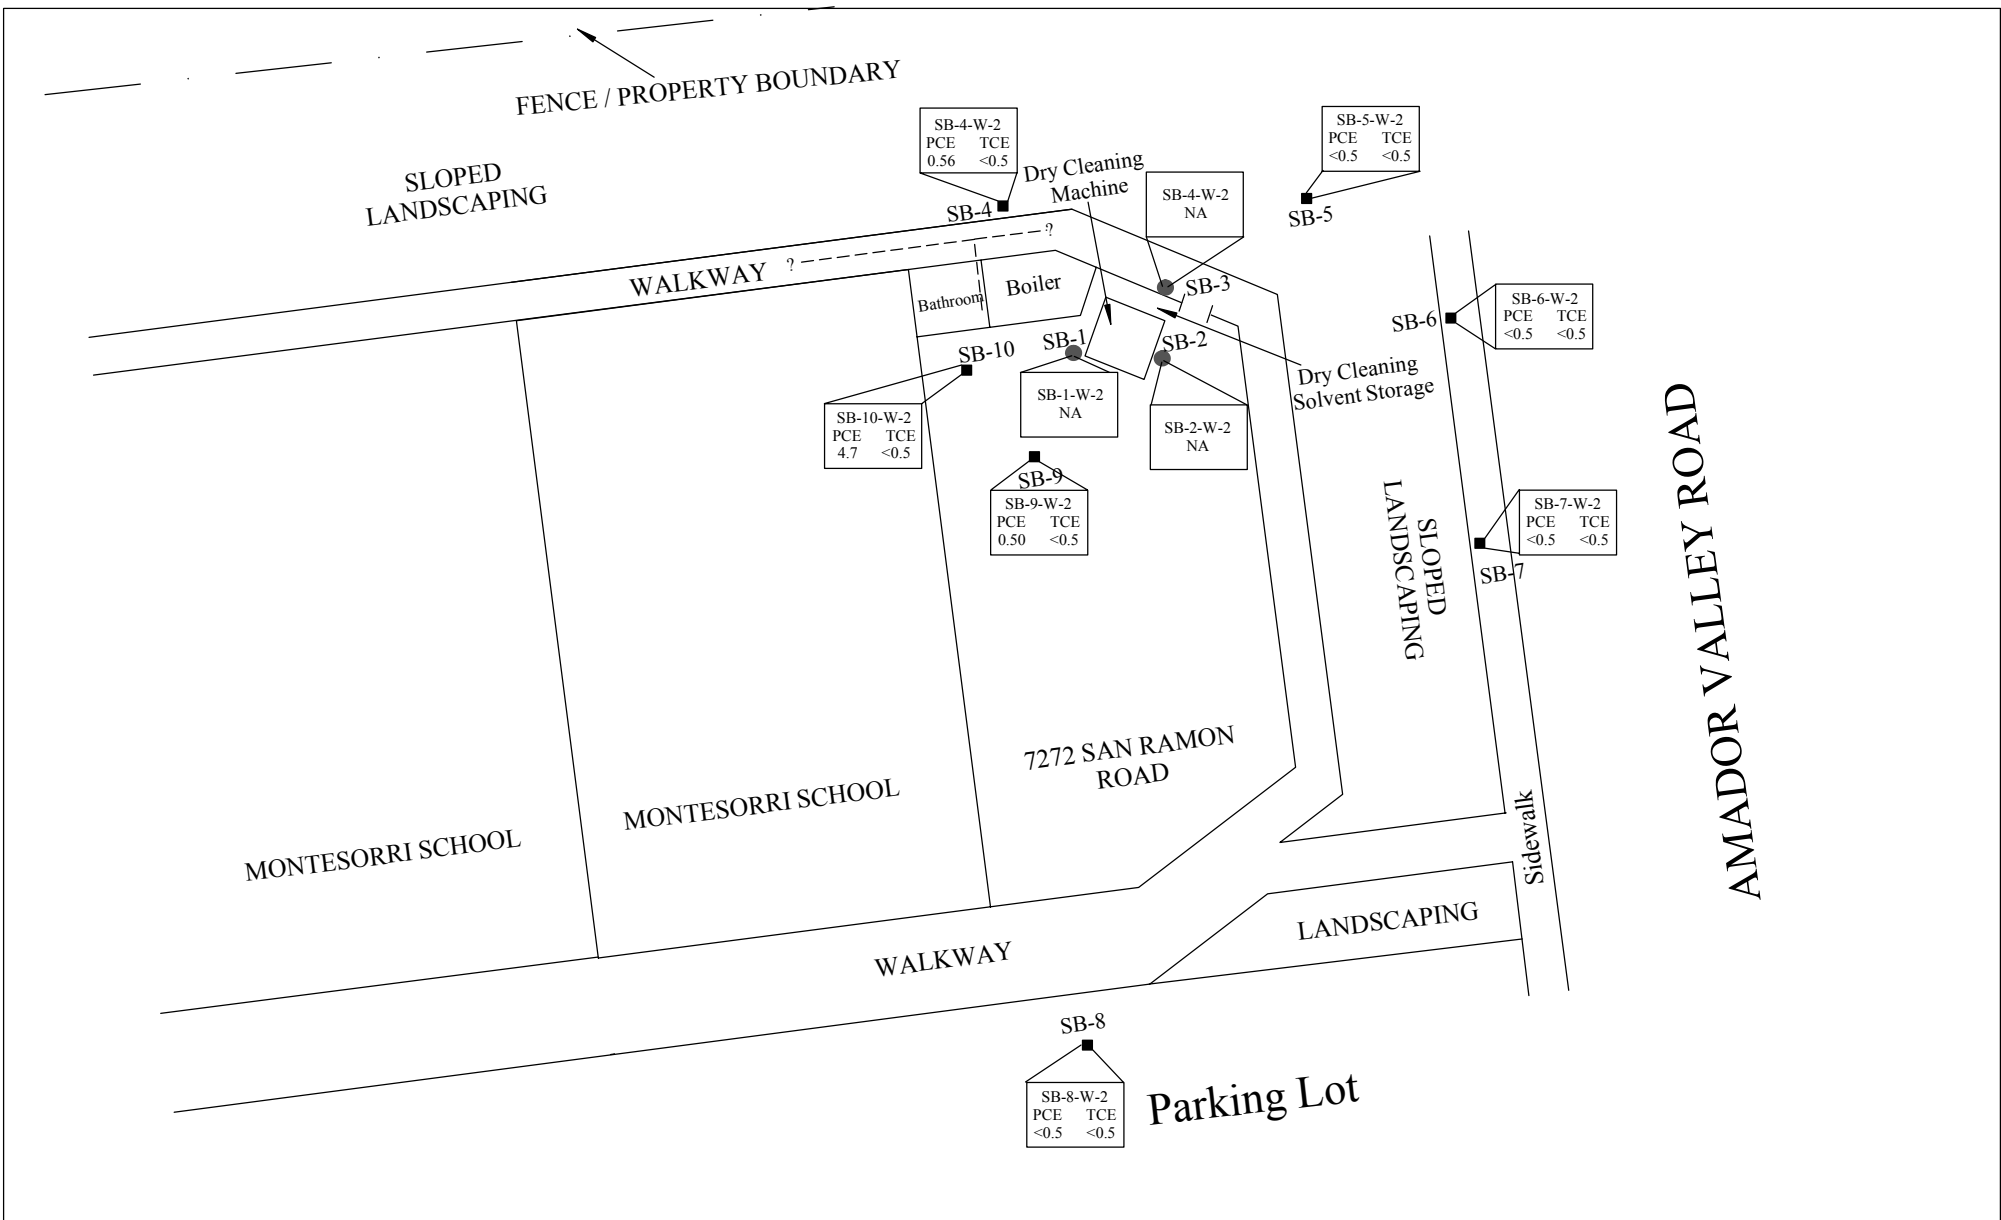 FENCE / PROPERTY BOUNDARY
SLOPED
LANDSCAPING
SB-4-W-2
PCE TCE
0.56 <0.5
SB-4
Dry Cleaning
Machine
SB-4-W-2
NA
SB-3
SB-5-W-2
PCE TCE
<0.5 <0.5
SB-5
WALKWAY
?
?
Bathroom
Boiler
SB-1
SB-2
SB-10
SB-10-W-2
PCE TCE
4.7 <0.5
SB-1-W-2
NA
SB-2-W-2
NA
Dry Cleaning
Solvent Storage
SB-6
SB-6-W-2
PCE TCE
<0.5 <0.5
SB-9
SB-9-W-2
PCE TCE
0.50 <0.5
SLOPED
LANDSCAPING
SB-7-W-2
PCE TCE
<0.5 <0.5
SB-7
AMADOR VALLEY ROAD
7272 SAN RAMON
ROAD
MONTESORRI SCHOOL
MONTESORRI SCHOOL
Sidewalk
LANDSCAPING
WALKWAY
SB-8
SB-8-W-2
PCE TCE
<0.5 <0.5
Parking Lot